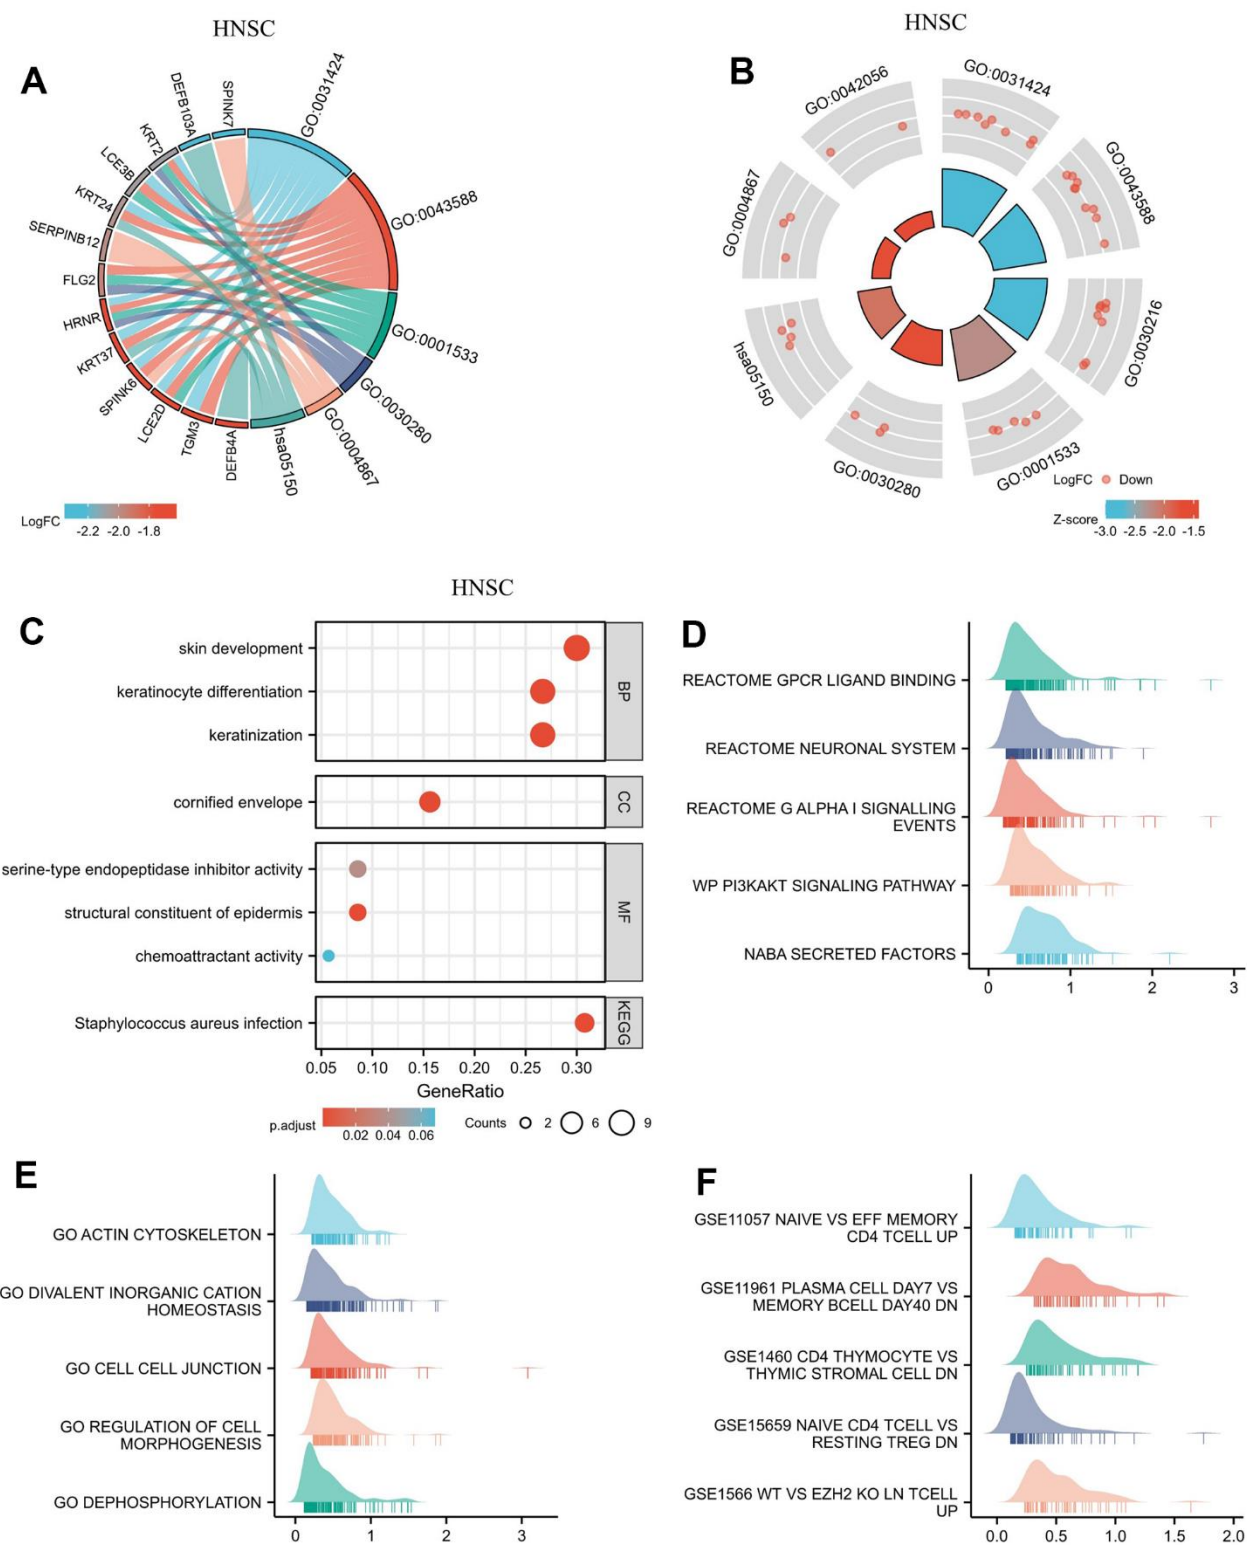 HNSC
A
SPINK7
DEFB103A
KRT2
LCE3B
KRT24
SERPINB12
FLG2
HRNR
KRT37
SPINK6
LCE2D
TGM3
DEFB4A
GO:0031424
GO:0043588
GO:0001533
GO:0030280
GO:0004867
hsa05150
LogFC
-2.2 -2.0 -1.8
HNSC
B
GO:0042056
GO:0031424
GO:0043588
GO:0030216
GO:0001533
GO:0030280
hsa05150
GO:0004867
LogFC Down
Z-score
-3.0 -2.5 -2.0 -1.5
HNSC
C
skin development
keratinocyte differentiation
keratinization
BP
cornified envelope
CC
serine-type endopeptidase inhibitor activity
structural constituent of epidermis
chemoattractant activity
MF
Staphylococcus aureus infection
KEGG
0.05 0.10 0.15 0.20 0.25 0.30
GeneRatio
p.adjust
0.02 0.04 0.06
Counts 2 6 9
D
REACTOME GPCR LIGAND BINDING
REACTOME NEURONAL SYSTEM
REACTOME G ALPHA I SIGNALLING
EVENTS
WP PI3KAKT SIGNALING PATHWAY
NABA SECRETED FACTORS
0 1 2 3
E
GO ACTIN CYTOSKELETON
GO DIVALENT INORGANIC CATION
HOMEOSTASIS
GO CELL CELL JUNCTION
GO REGULATION OF CELL
MORPHOGENESIS
GO DEPHOSPHORYLATION
0 1 2 3
F
GSE11057 NAIVE VS EFF MEMORY
CD4 TCELL UP
GSE11961 PLASMA CELL DAY7 VS
MEMORY BCELL DAY40 DN
GSE1460 CD4 THYMOCYTE VS
THYMIC STROMAL CELL DN
GSE15659 NAIVE CD4 TCELL VS
RESTING TREG DN
GSE1566 WT VS EZH2 KO LN TCELL
UP
0.0 0.5 1.0 1.5 2.0